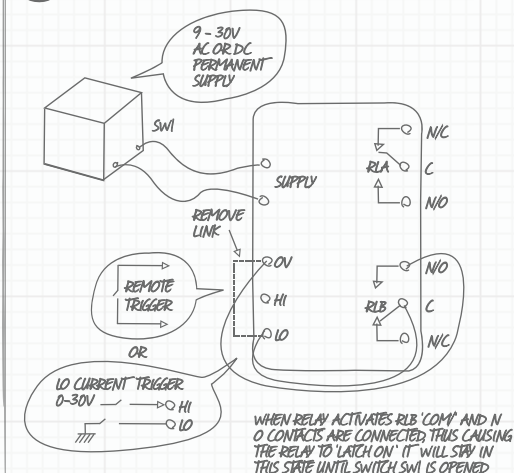 9 - 30V
AC OR DC
PERMANENT
SUPPLY
SW1
N/C
RLA
C
N/O
SUPPLY
REMOVE
LINK
0V
HI
LO
REMOTE
TRIGGER
OR
N/O
RLB
C
N/C
LO CURRENT TRIGGER
0-30V
HI
LO
WHEN RELAY ACTIVATES RLB 'COM' AND N
O CONTACTS ARE CONNECTED, THUS CAUSING
THE RELAY TO 'LATCH ON' IT WILL STAY IN
THIS STATE UNTIL SWITCH SW1 IS OPENED